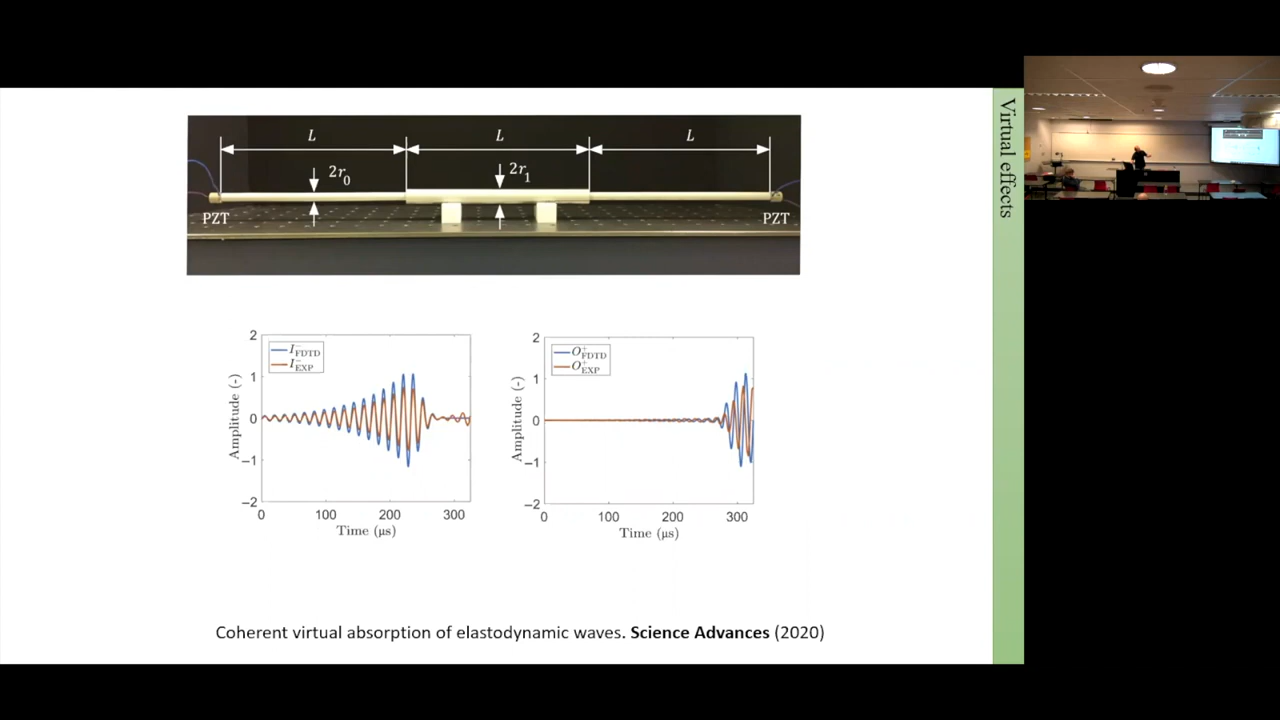 L L L
2r₀ 2r₁
PZT PZT
Virtual effects
I⁻FDTD
I⁻EXP
Amplitude (-)
2
1
0
−1
−2
0 100 200 300
Time (μs)
O⁺FDTD
O⁺EXP
Amplitude (-)
2
1
0
−1
−2
0 100 200 300
Time (μs)
Coherent virtual absorption of elastodynamic waves. Science Advances (2020)